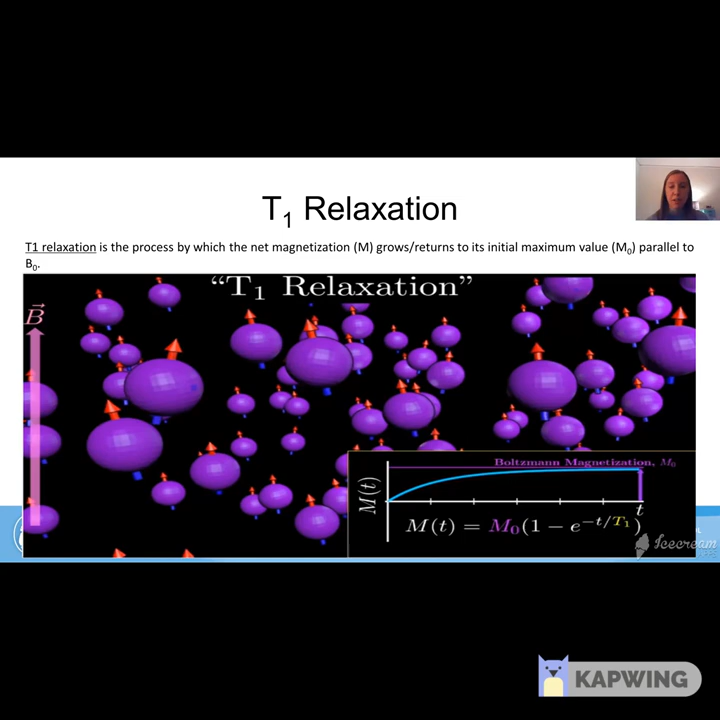 T₁ Relaxation
T1 relaxation is the process by which the net magnetization (M) grows/returns to its initial maximum value (M₀) parallel to
B₀.
“T₁ Relaxation”
B⃗
Boltzmann Magnetization, M₀
M(t)
t
M(t) = M₀(1 − e^{−t/T₁})
Icecream
KAPWING